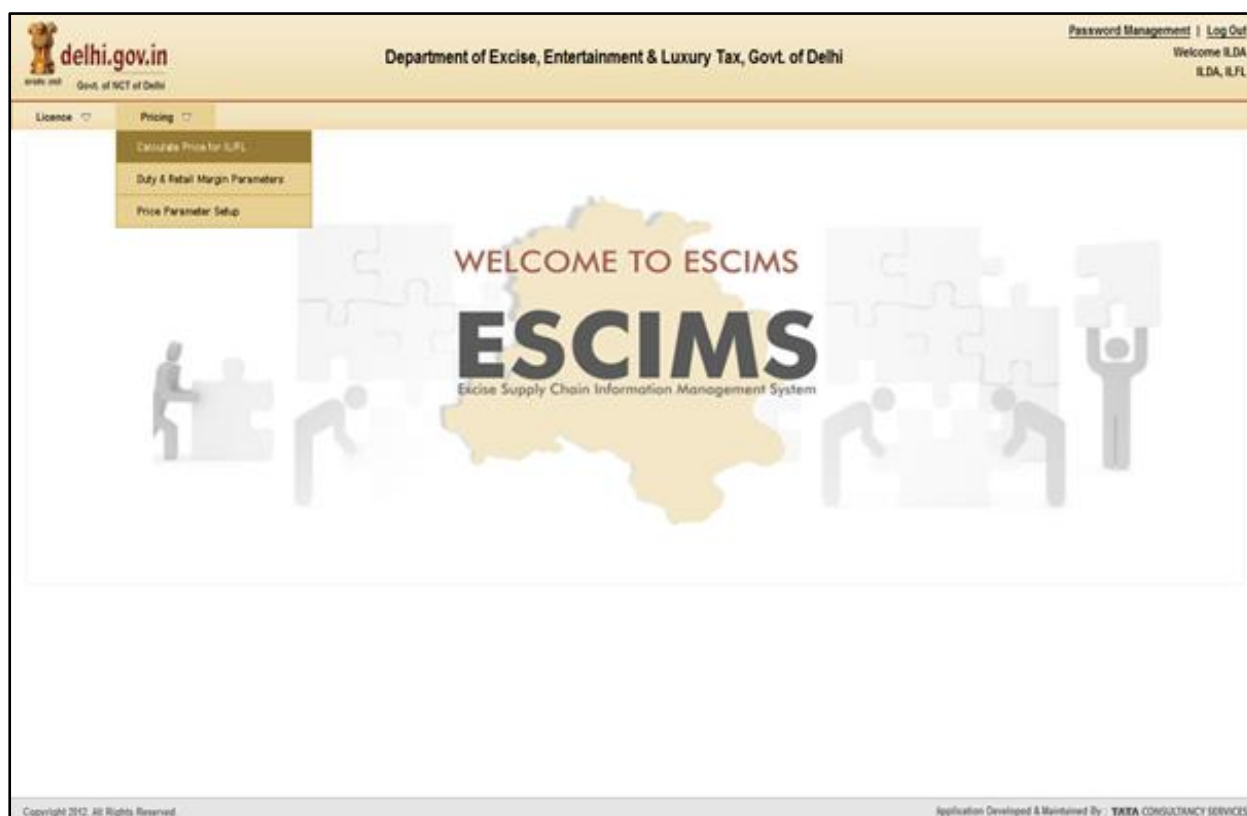 Password Management | Log Out
delhi.gov.in
Department of Excise, Entertainment & Luxury Tax, Govt. of Delhi
Welcome ILDA
ILDA, ILFL
Govt. of NCT of Delhi
Licence Pricing
Calculate Price for IL/FL
Duty & Retail Margin Parameters
Price Parameter Setup
WELCOME TO ESCIMS
ESCIMS
Excise Supply Chain Information Management System
Copyright 2012. All Rights Reserved
Application Developed & Maintained By : TATA CONSULTANCY SERVICES